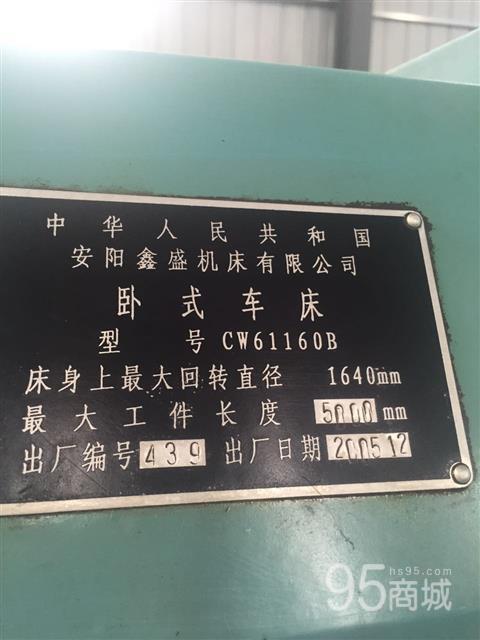 中华人民共和国
安阳鑫盛机床有限公司
卧式车床
型号 CW61160B
床身上最大回转直径 1640mm
最大工件长度 5000 mm
出厂编号 439 出厂日期 200512
hs95.com
95商城